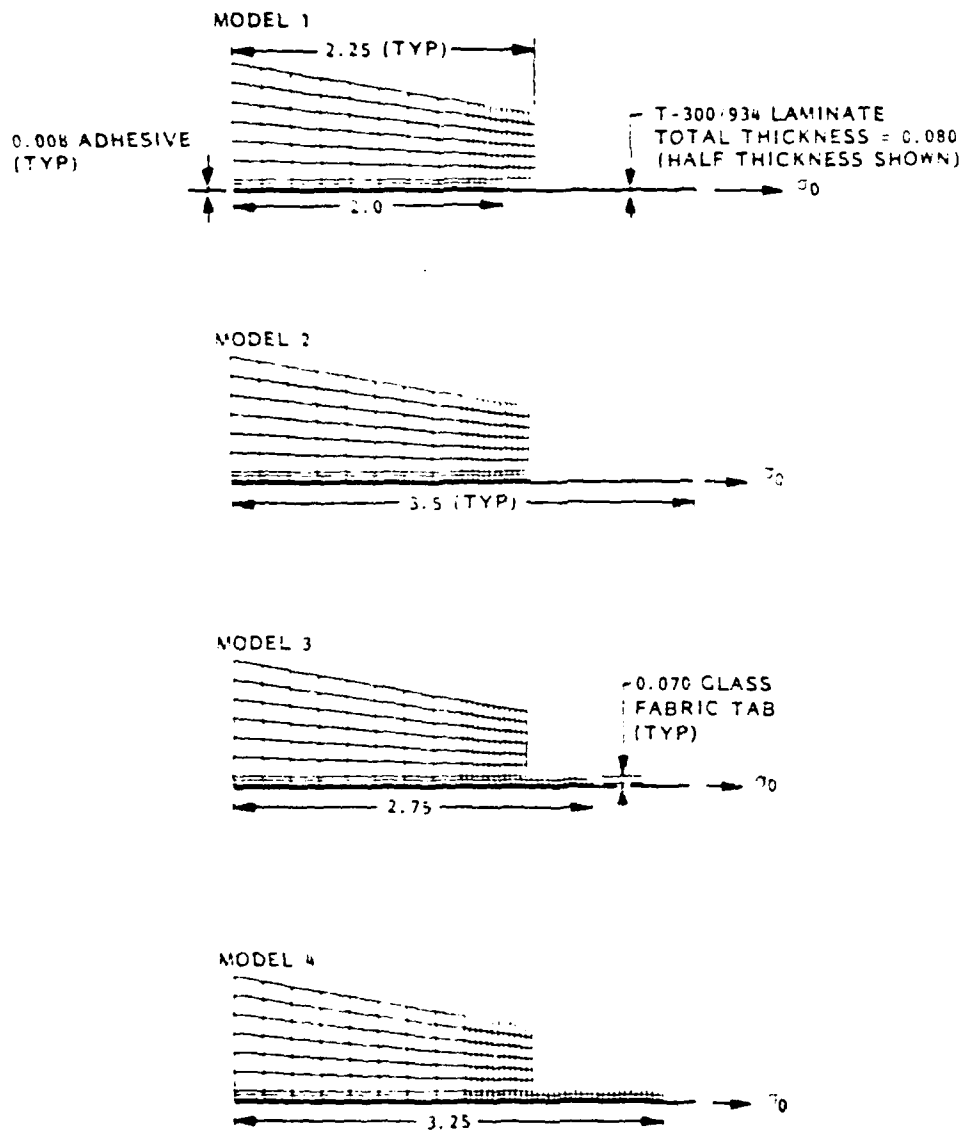 MODEL 1
2.25 (TYP)
0.008 ADHESIVE
(TYP)
T-300/934 LAMINATE
TOTAL THICKNESS = 0.080
(HALF THICKNESS SHOWN)
σ0
2.0
MODEL 2
σ0
3.5 (TYP)
MODEL 3
0.070 GLASS
FABRIC TAB
(TYP)
σ0
2.75
MODEL 4
σ0
3.25